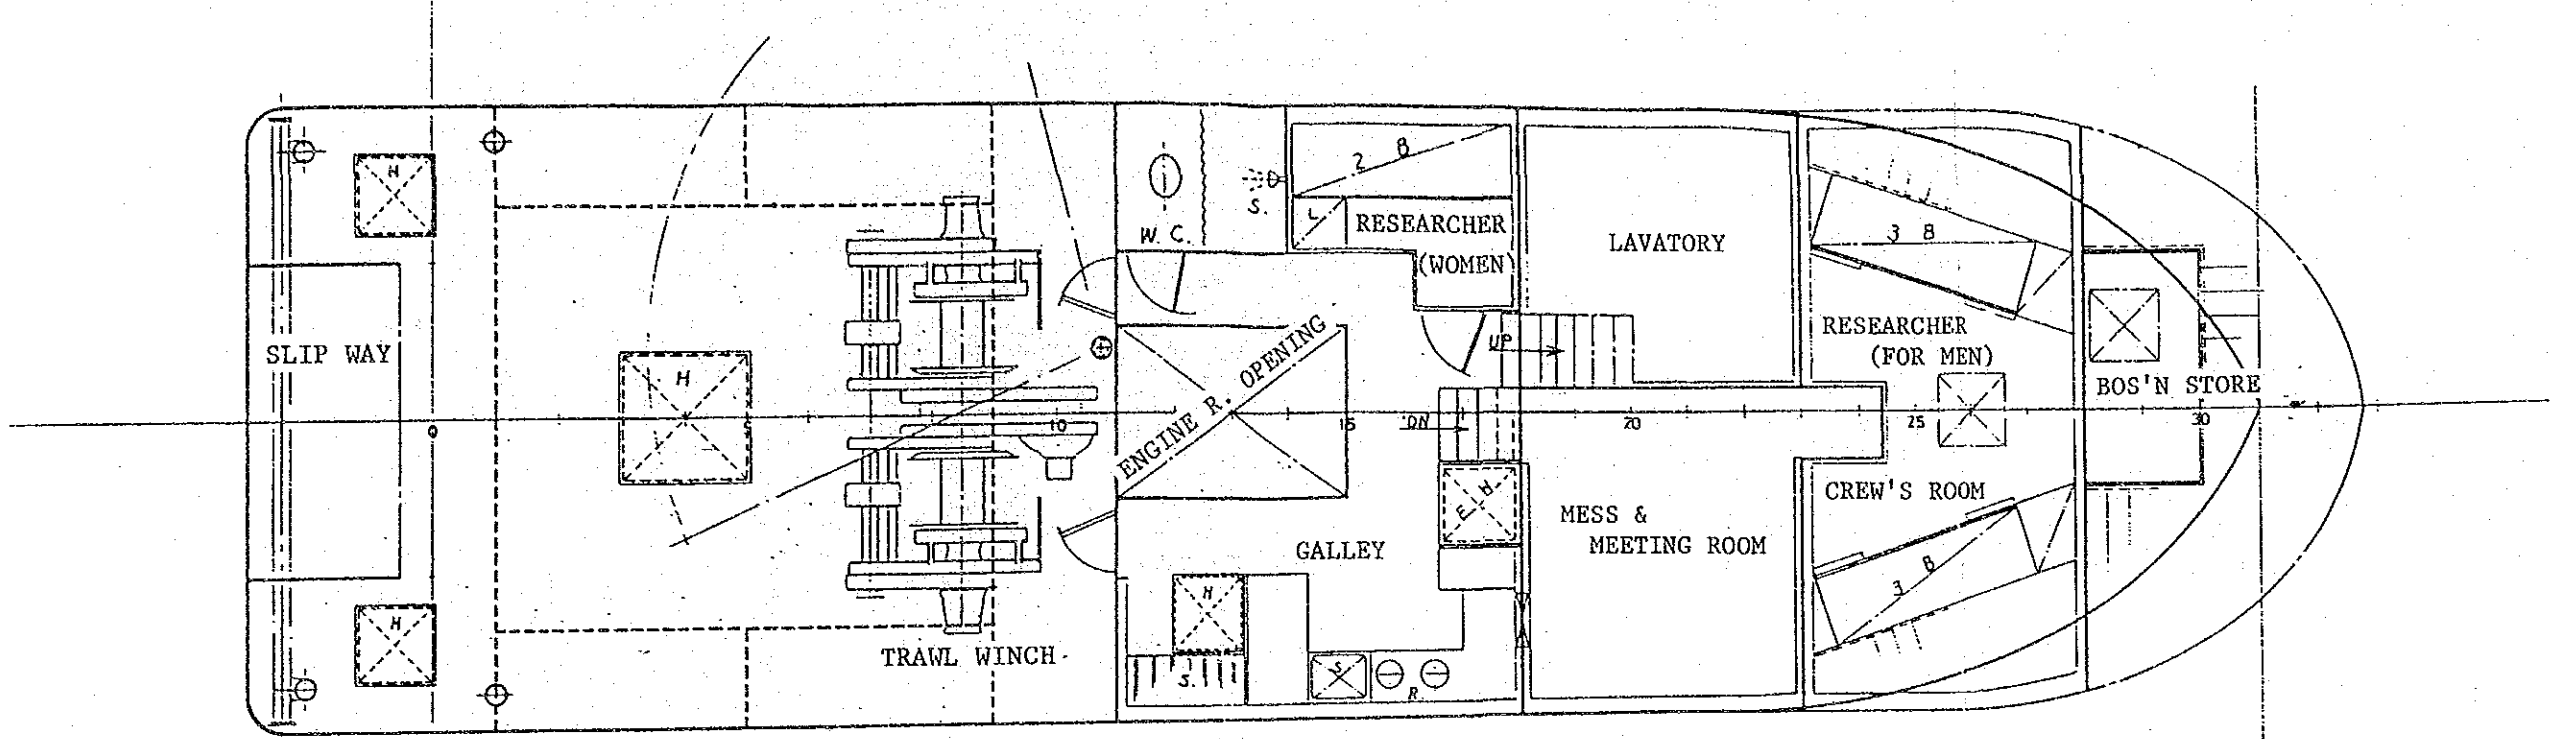 H
2 B
S.
W. C.
L
RESEARCHER
(WOMEN)
LAVATORY
3 B
RESEARCHER
(FOR MEN)
SLIP WAY
H
UP
ENGINE R. OPENING
BOS'N STORE
0
5
10
15
DN
20
25
30
CREW'S ROOM
E H
MESS &
MEETING ROOM
GALLEY
3 B
H
H
TRAWL WINCH
S.
S
R.